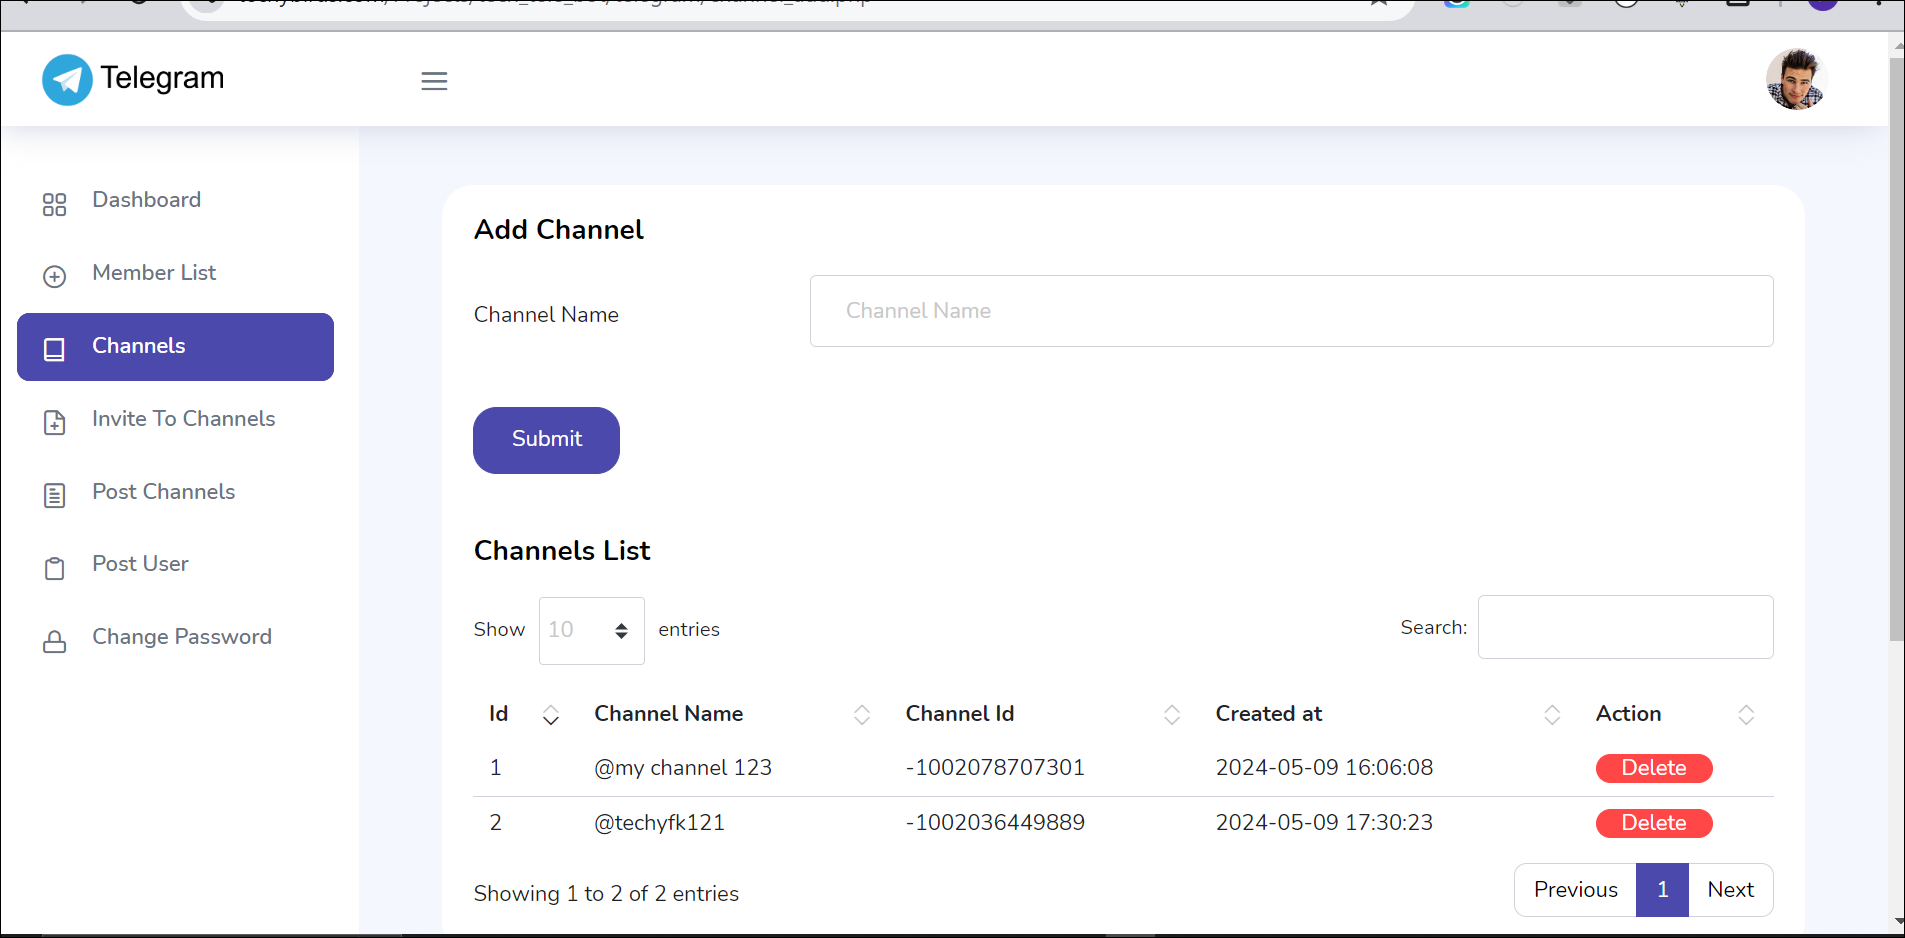 Telegram
Dashboard
Member List
Channels
Invite To Channels
Post Channels
Post User
Change Password
Add Channel
Channel Name
Channel Name
Submit
Channels List
Show 10 entries
Search:
Id Channel Name Channel Id Created at Action
1 @my channel 123 -1002078707301 2024-05-09 16:06:08 Delete
2 @techyfk121 -1002036449889 2024-05-09 17:30:23 Delete
Showing 1 to 2 of 2 entries
Previous 1 Next